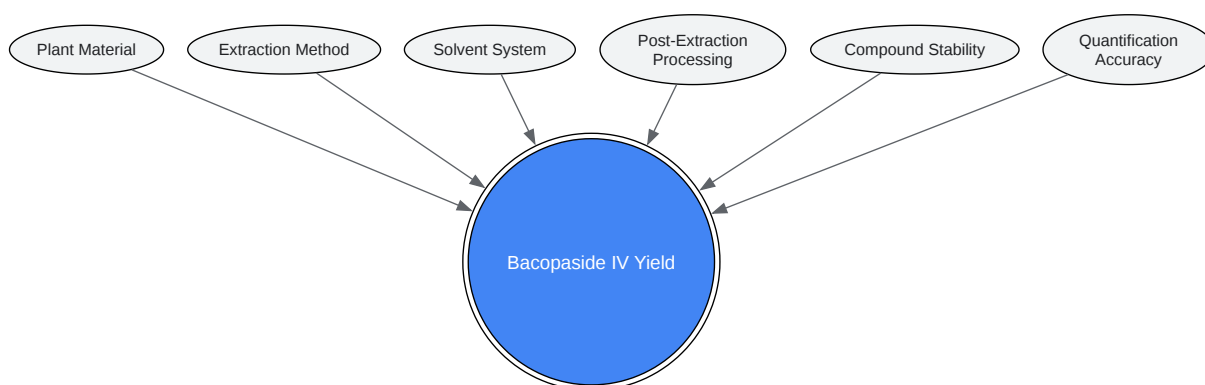 Plant Material
Extraction Method
Solvent System
Post-Extraction
Processing
Compound Stability
Quantification
Accuracy
Bacopaside IV Yield